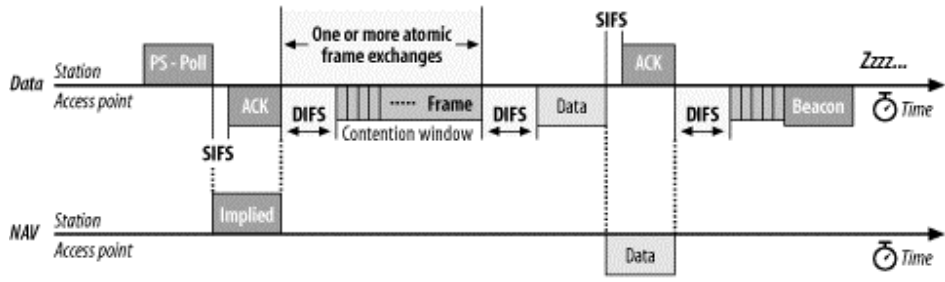 SIFS
One or more atomic
frame exchanges
PS - Poll
ACK
Zzzz...
Data
Station
Access point
ACK
DIFS
Frame
DIFS
Data
DIFS
Beacon
Time
Contention window
SIFS
Implied
NAV
Station
Access point
Data
Time